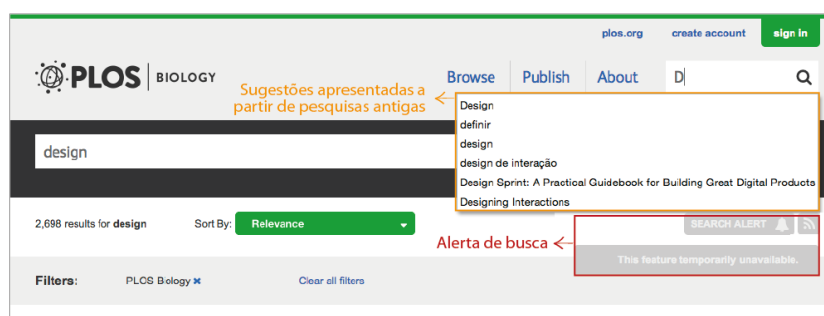 plos.org create account sign in
PLOS BIOLOGY
Browse Publish About D
Sugestões apresentadas a
partir de pesquisas antigas
Design
definir
design
design de interação
Design Sprint: A Practical Guidebook for Building Great Digital Products
Designing Interactions
design
2,698 results for design Sort By: Relevance
SEARCH ALERT
Alerta de busca
This feature temporarily unavailable.
Filters: PLOS Biology Clear all filters